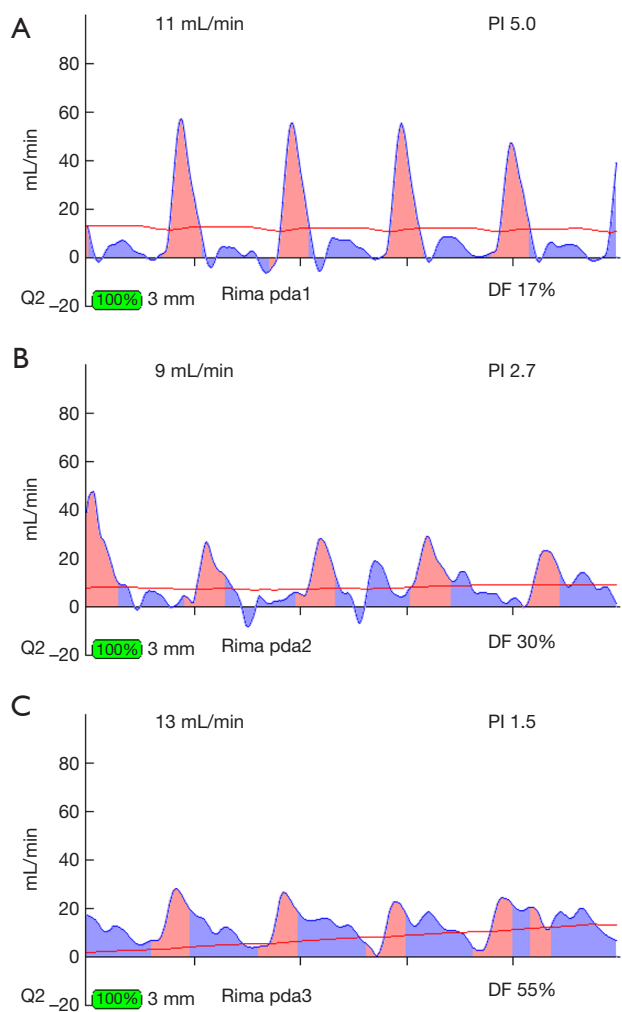 A
11 mL/min PI 5.0
80
60
40
20
0
Q2 –20
mL/min
100% 3 mm Rima pda1 DF 17%
B
9 mL/min PI 2.7
80
60
40
20
0
Q2 –20
mL/min
100% 3 mm Rima pda2 DF 30%
C
13 mL/min PI 1.5
80
60
40
20
0
Q2 –20
mL/min
100% 3 mm Rima pda3 DF 55%